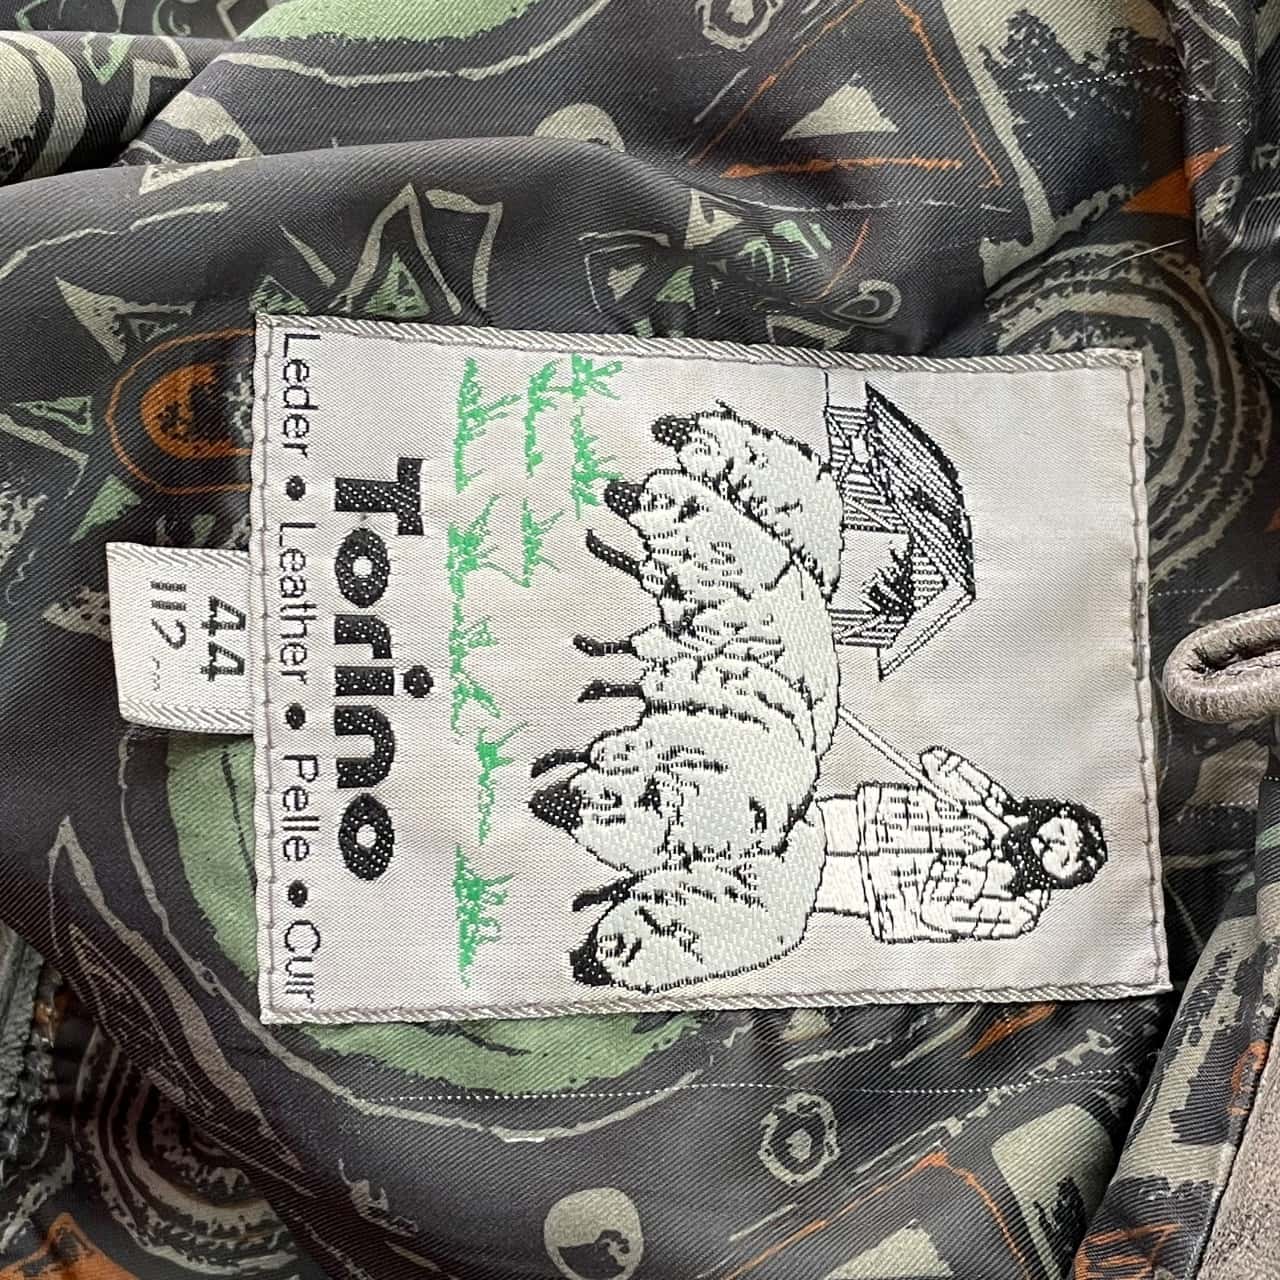 Torino
Leder • Leather • Pelle • Cuir
44